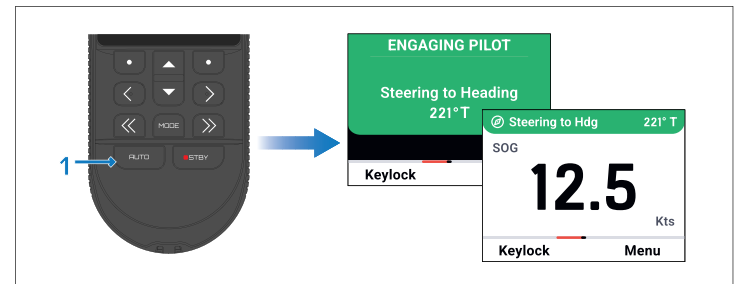 MODE
1
AUTO
STBY
ENGAGING PILOT
Steering to Heading
221° T
Keylock
Steering to Hdg 221° T
SOG
12.5
Kts
Keylock Menu